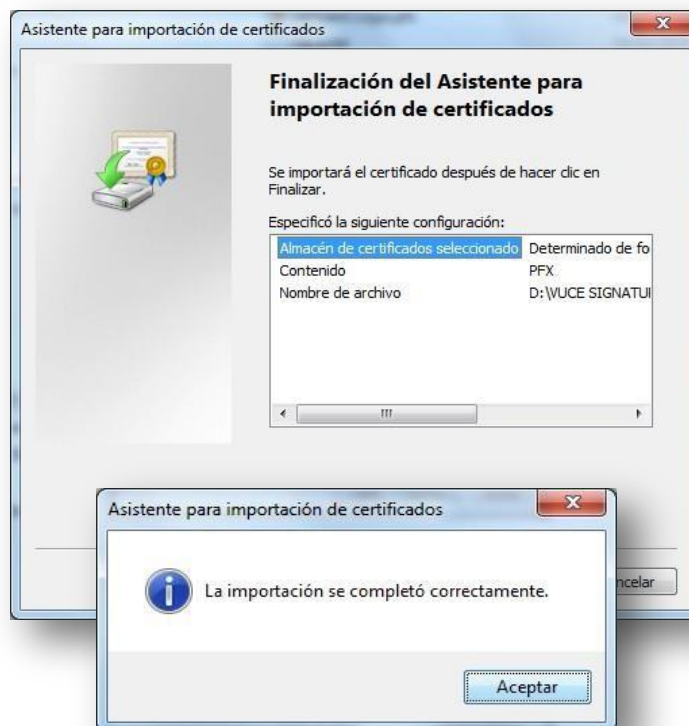 Asistente para importación de certificados
Finalización del Asistente para
importación de certificados
Se importará el certificado después de hacer clic en
Finalizar.
Especificó la siguiente configuración:
Almacén de certificados seleccionado Determinado de fo
Contenido PFX
Nombre de archivo D:\VUCE SIGNATU
ncelar
Asistente para importación de certificados
La importación se completó correctamente.
Aceptar